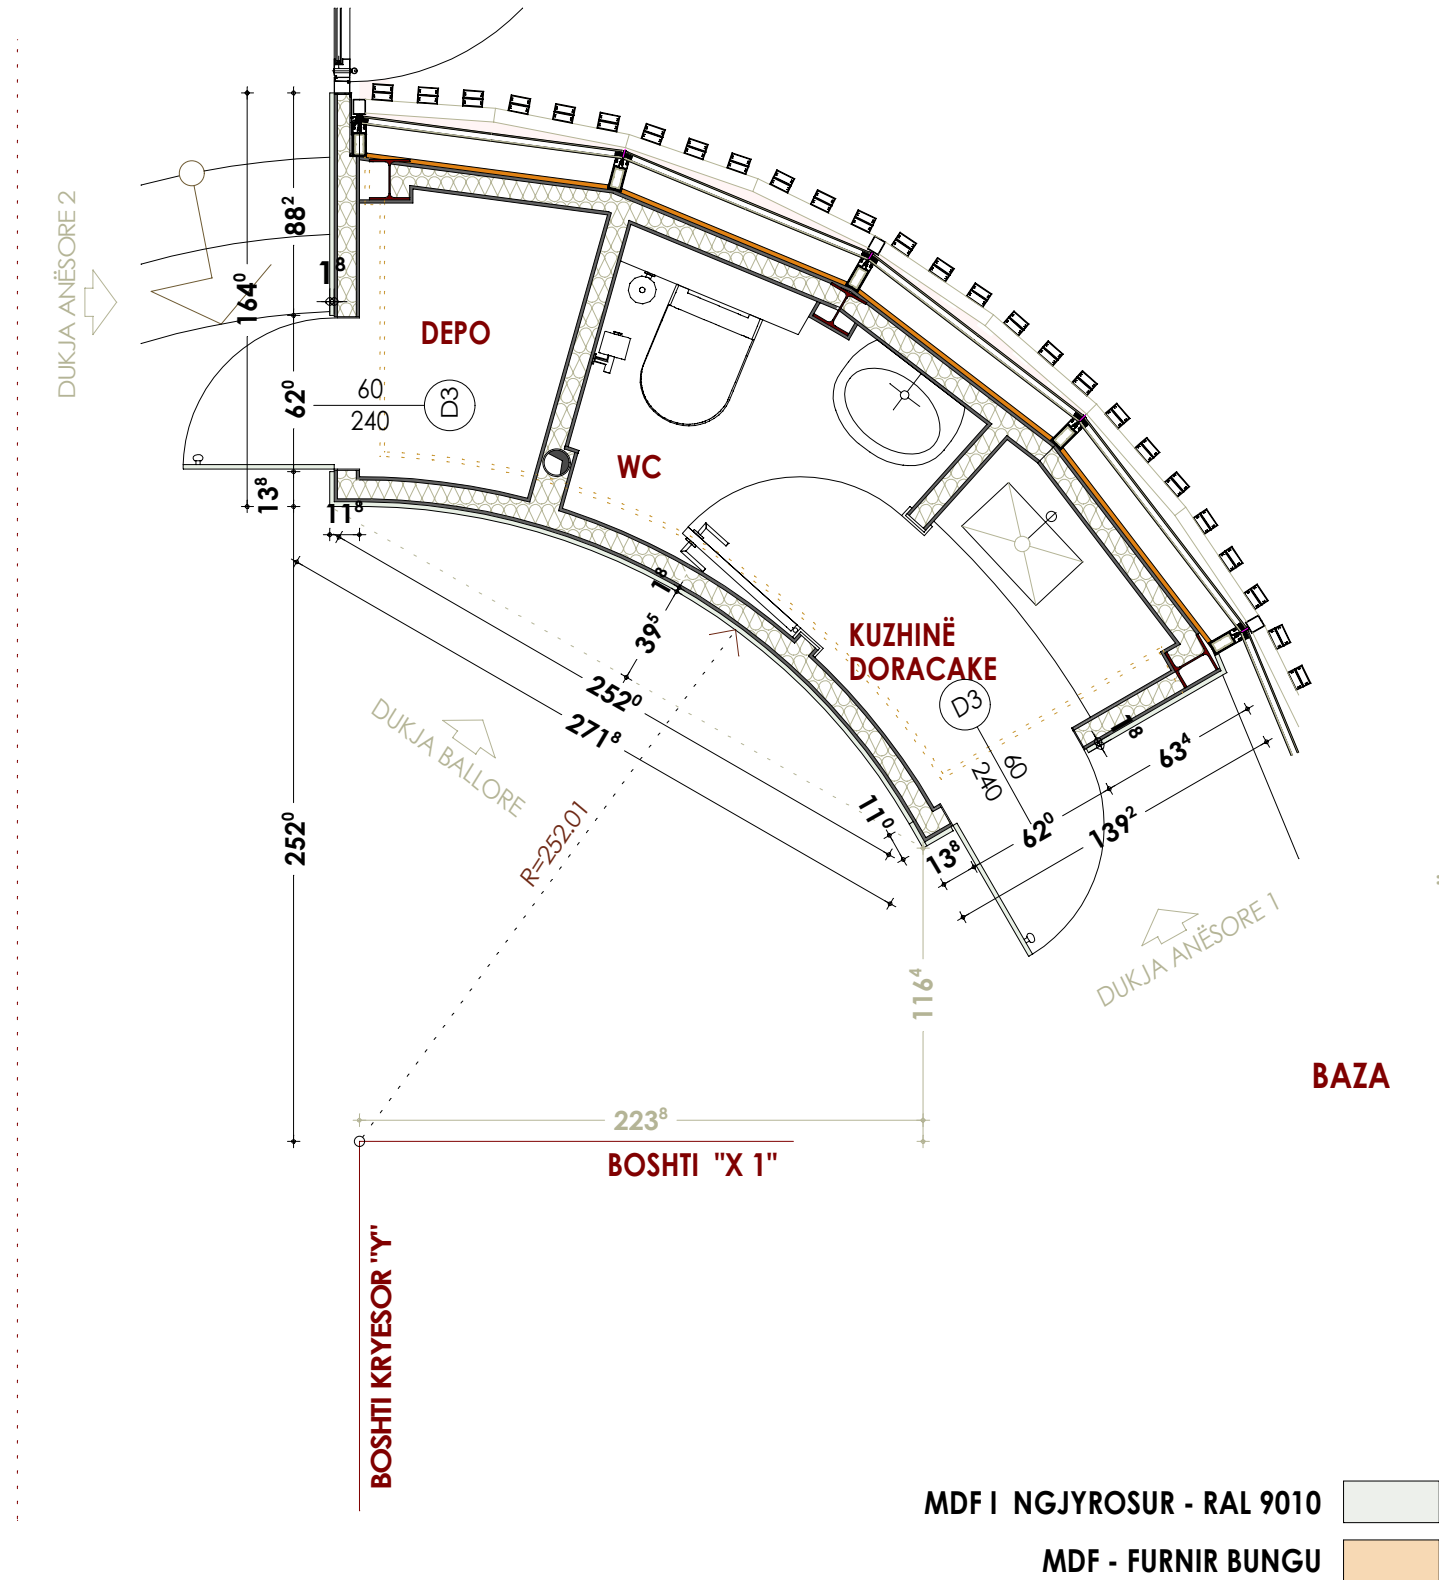 DUKJA ANËSORE 2
88²
164⁰
1⁸
62⁰
13⁸
11⁸
DEPO
60
240
D3
WC
KUZHINË
DORACAKE
D3
60
240
1⁸
39⁵
252⁰
271⁸
1⁸
63⁴
62⁰
139²
11⁰
13⁸
DUKJA BALLORE
R=252.01
252⁰
116⁴
DUKJA ANËSORE 1
BAZA
223⁸
BOSHTI "X 1"
BOSHTI KRYESOR "Y"
MDF I NGJYROSUR - RAL 9010
MDF - FURNIR BUNGU